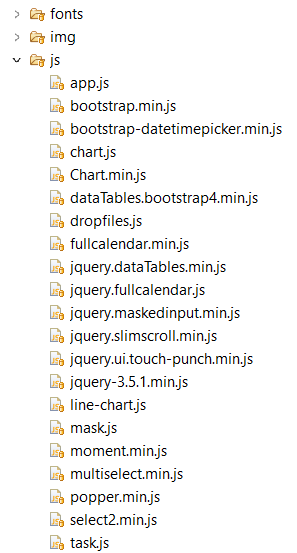 fonts
img
js
app.js
bootstrap.min.js
bootstrap-datetimepicker.min.js
chart.js
Chart.min.js
dataTables.bootstrap4.min.js
dropfiles.js
fullcalendar.min.js
jquery.dataTables.min.js
jquery.fullcalendar.js
jquery.maskedinput.min.js
jquery.slimscroll.min.js
jquery.ui.touch-punch.min.js
jquery-3.5.1.min.js
line-chart.js
mask.js
moment.min.js
multiselect.min.js
popper.min.js
select2.min.js
task.js